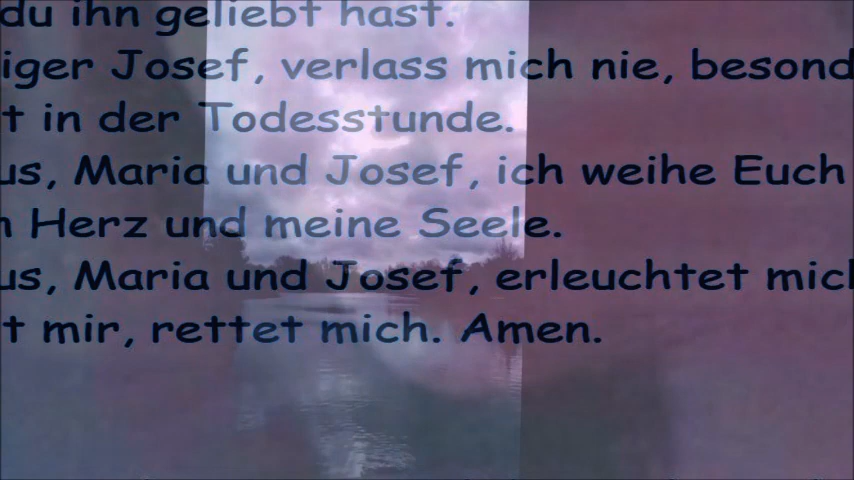 du ihn geliebt hast.
iger Josef, verlass mich nie, besond
t in der Todesstunde.
us, Maria und Josef, ich weihe Euch
n Herz und meine Seele.
us, Maria und Josef, erleuchtet mich
t mir, rettet mich. Amen.